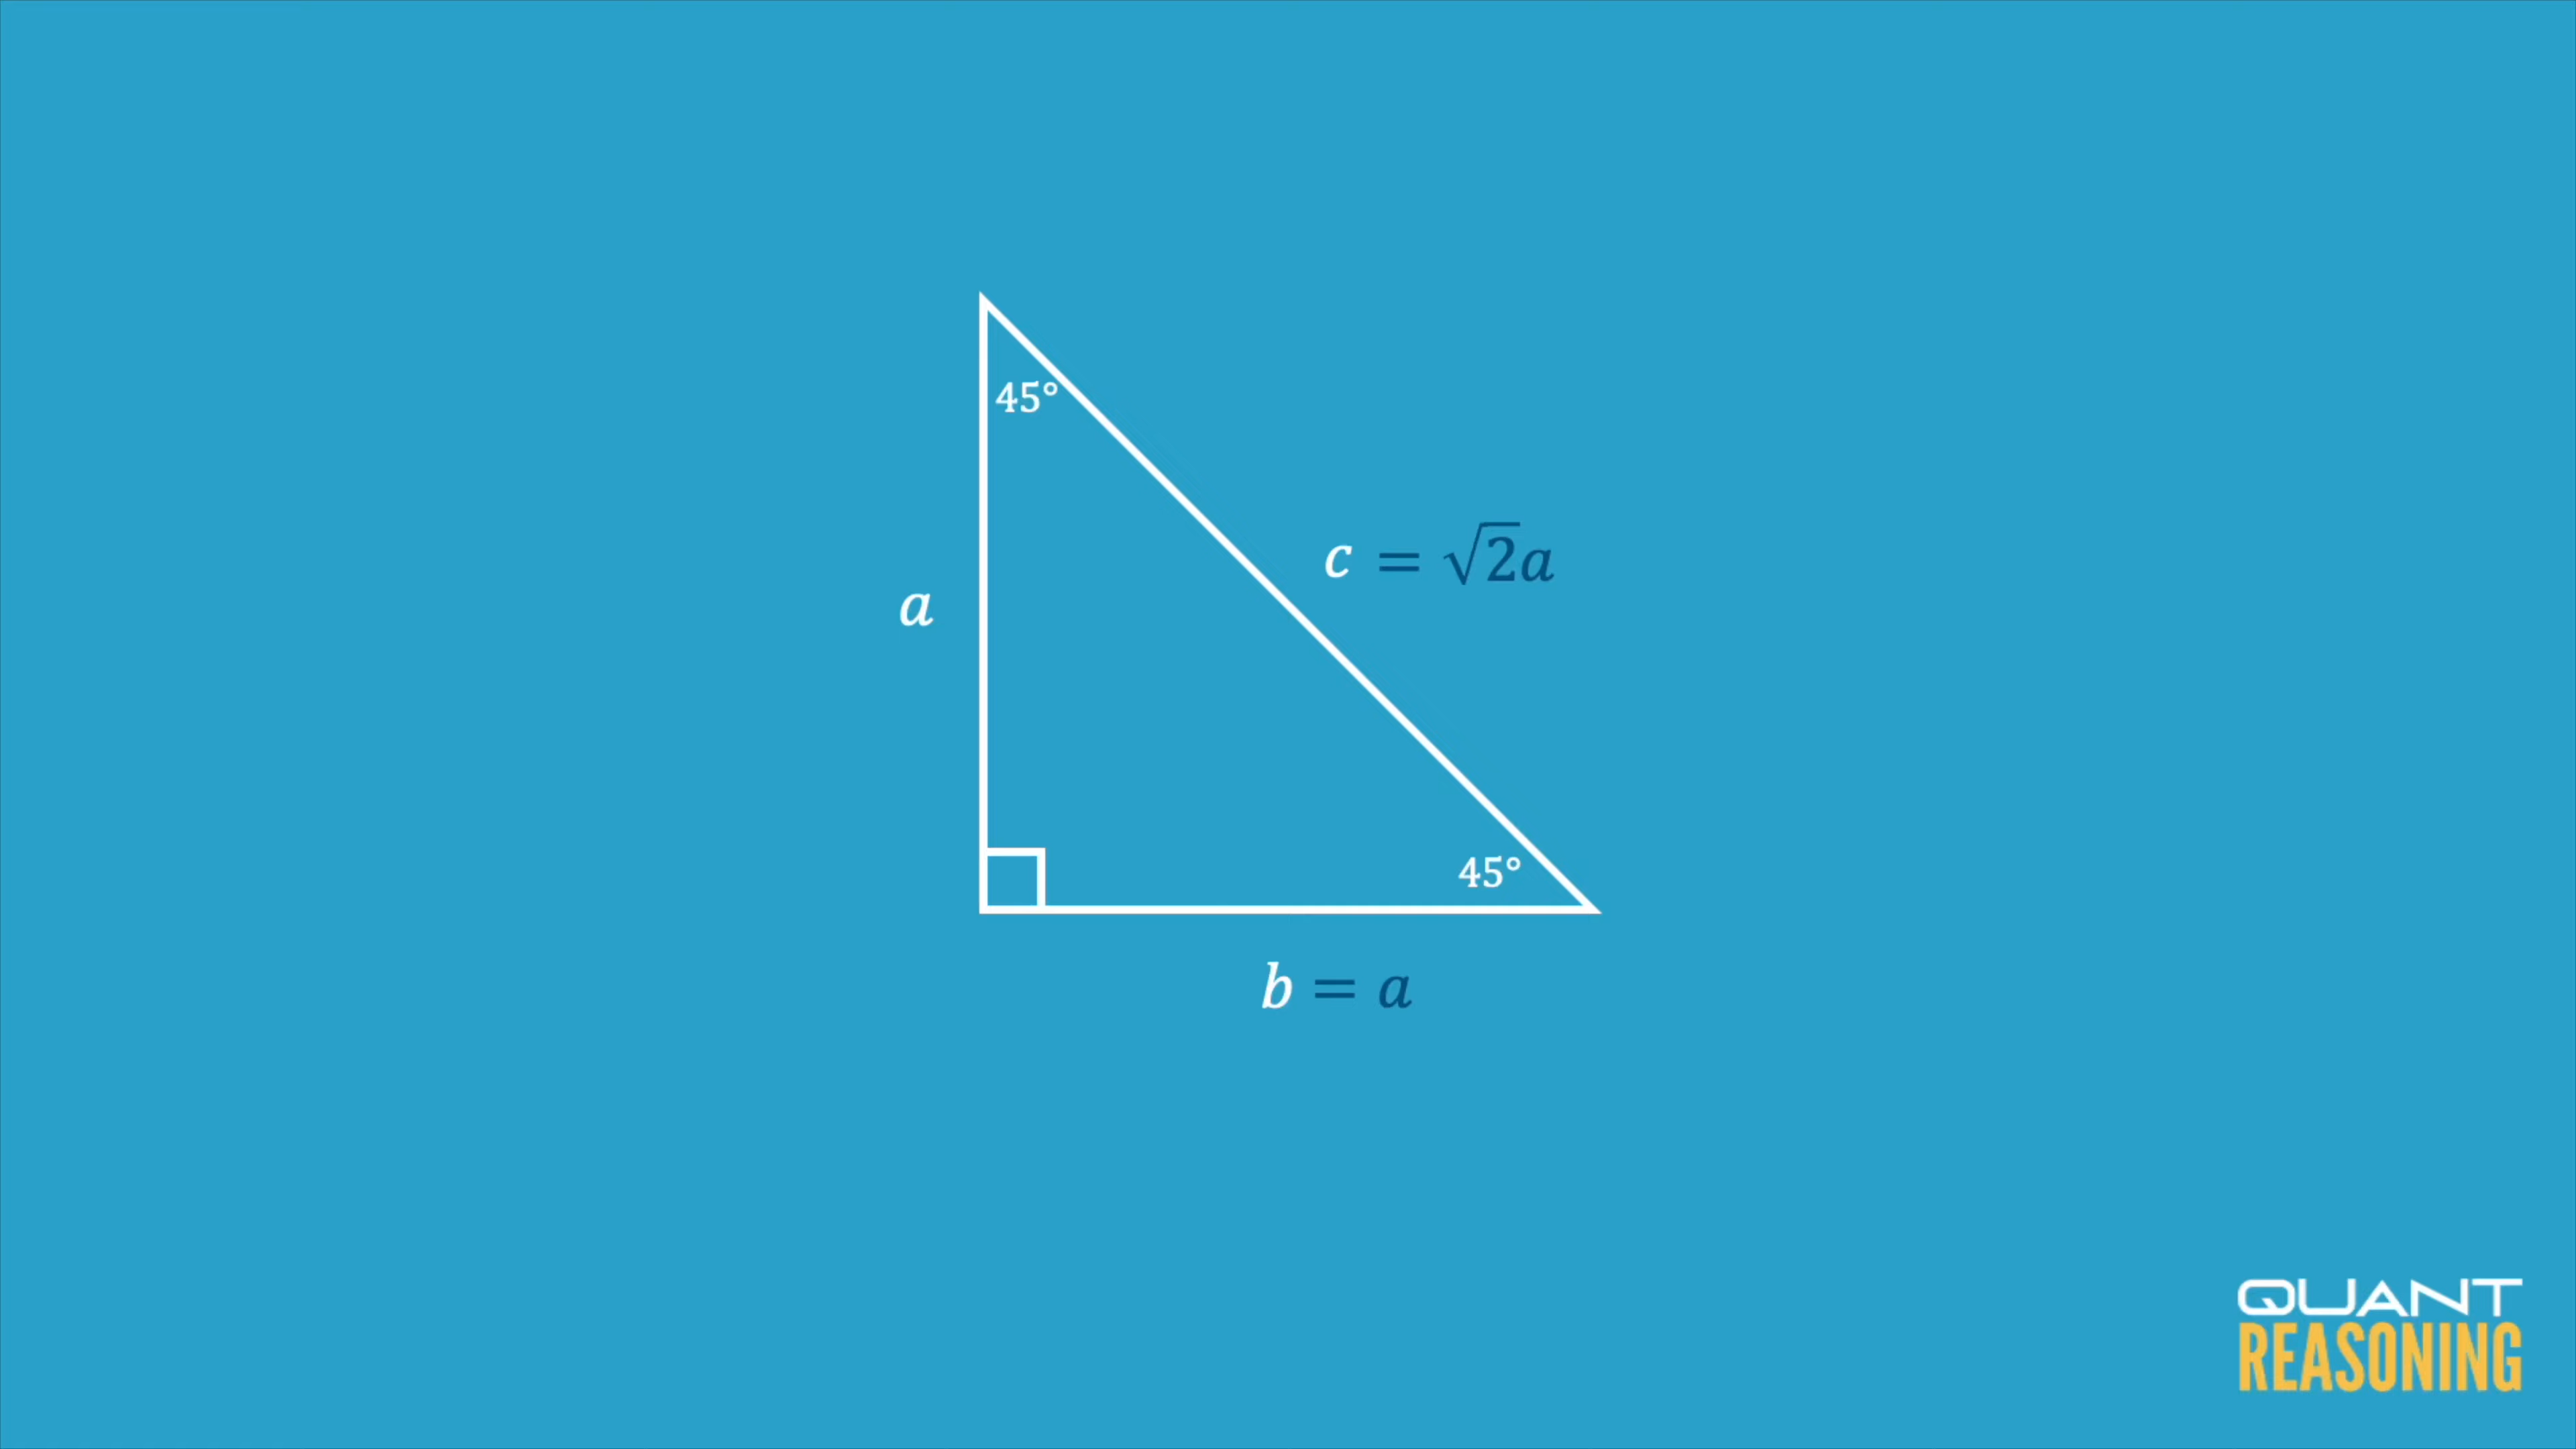 45°
c = √2a
a
45°
b = a
QUANT
REASONING